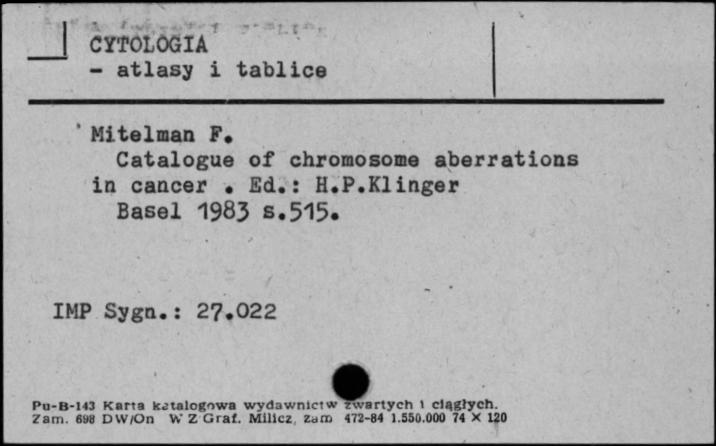 CYTOLOGIA
- atlasy i tablice
Mitelman F.
Catalogue of chromosome aberrations
in cancer . Ed.: H.P.Klinger
Basel 1983 s.515.
IMP Sygn.: 27.022
Pu-B-143 Karta katalogowa wydawnictw zwartych i ciągłych.
Zam. 698 DW/On W Z Graf. Milicz, zam 472-84 1.550.000 74 X 120